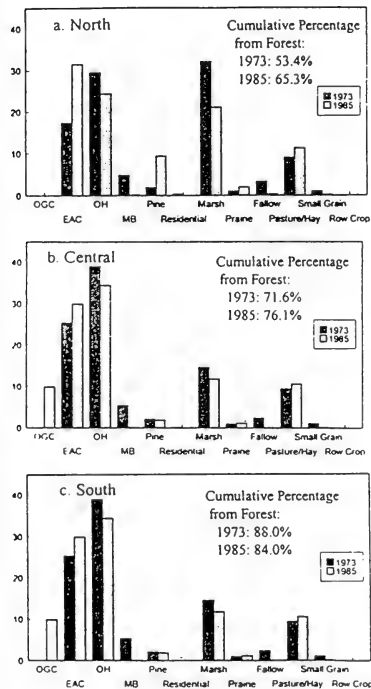 a. North
Cumulative Percentage
from Forest:
1973: 53.4%
1985: 65.3%
1973
1985
40
30
20
10
0
OGC Pine Marsh Fallow Small Grain
EAC MB Residential Prairie Pasture/Hay Row Crop
b. Central
Cumulative Percentage
from Forest:
1973: 71.6%
1985: 76.1%
1973
1985
40
30
20
10
0
OGC OH Pine Marsh Fallow Small Grain
EAC MB Residential Prairie Pasture/Hay Row Crop
c. South
Cumulative Percentage
from Forest:
1973: 88.0%
1985: 84.0%
1973
1985
40
30
20
10
0
OGC OH Pine Marsh Fallow Small Grain
EAC MB Residential Prairie Pasture/Hay Row Crop